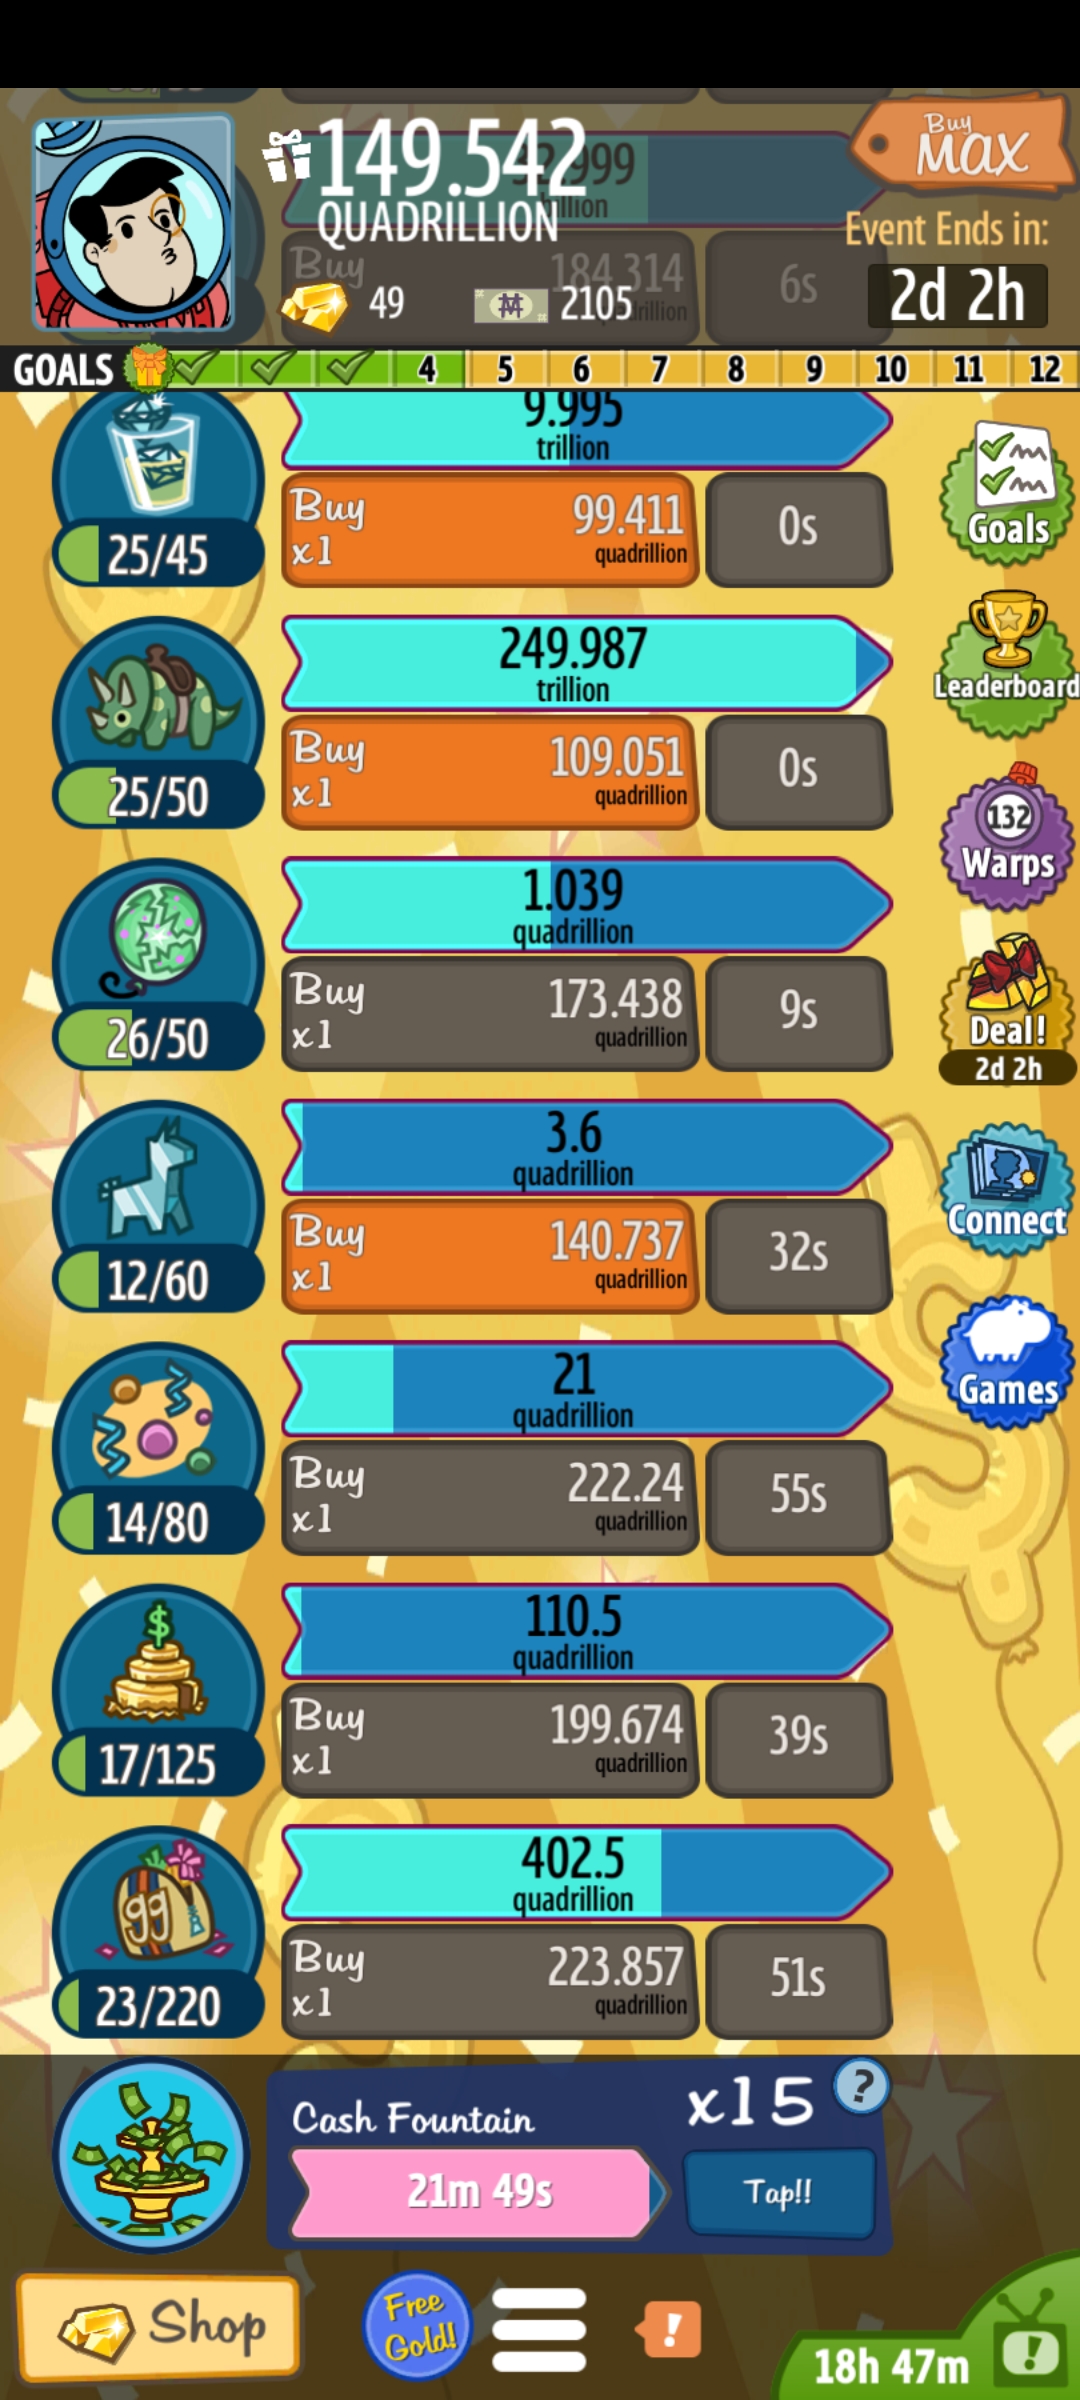 149.542
QUADRILLION
49
2105
Buy
MAX
Event Ends in:
2d 2h
Buy
184.314
6s
GOALS 4 5 6 7 8 9 10 11 12
9.995
trillion
Buy
x1
99.411
quadrillion
0s
25/45
Goals
249.987
trillion
Buy
x1
109.051
quadrillion
0s
25/50
Leaderboard
1.039
quadrillion
Buy
x1
173.438
quadrillion
9s
26/50
132
Warps
Deal!
2d 2h
3.6
quadrillion
Buy
x1
140.737
quadrillion
32s
12/60
Connect
21
quadrillion
Buy
x1
222.24
quadrillion
55s
14/80
Games
$
110.5
quadrillion
Buy
x1
199.674
quadrillion
39s
17/125
99
402.5
quadrillion
Buy
x1
223.857
quadrillion
51s
23/220
Cash Fountain
x15
?
21m 49s
Tap!!
Shop
Free
Gold!
!
18h 47m
!